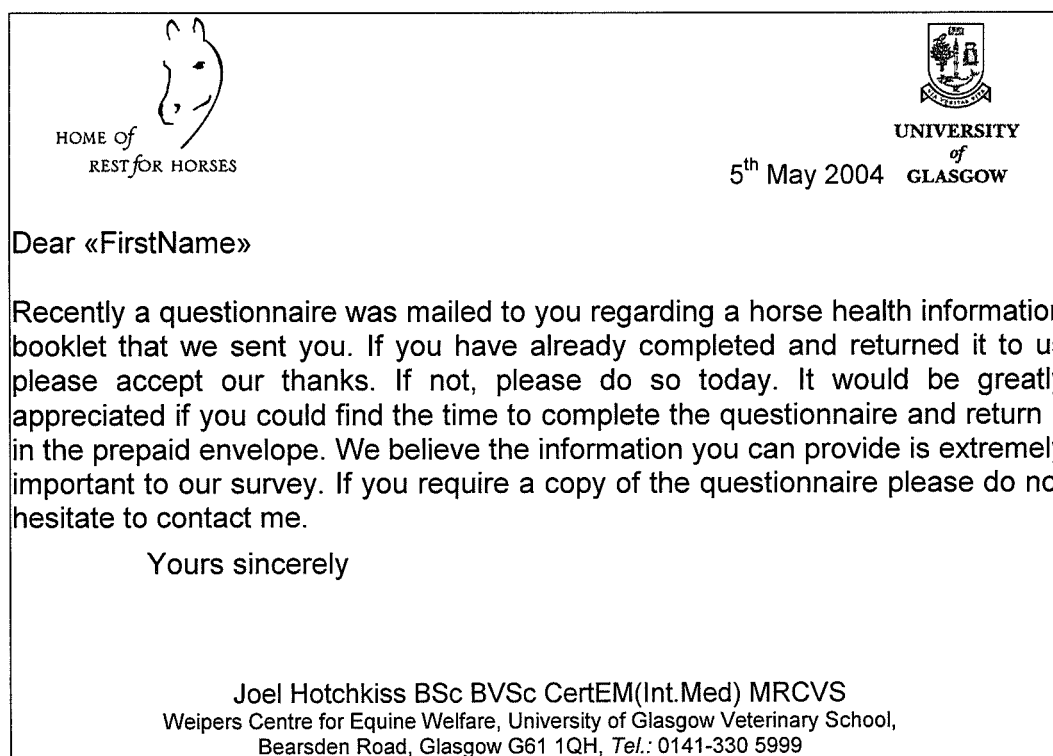 HOME of
REST for HORSES
VIA VERITAS VITA
UNIVERSITY
of
GLASGOW
5th May 2004
Dear «FirstName»
Recently a questionnaire was mailed to you regarding a horse health information
booklet that we sent you. If you have already completed and returned it to us
please accept our thanks. If not, please do so today. It would be greatly
appreciated if you could find the time to complete the questionnaire and return
in the prepaid envelope. We believe the information you can provide is extremely
important to our survey. If you require a copy of the questionnaire please do no
hesitate to contact me.
Yours sincerely
Joel Hotchkiss BSc BVSc CertEM(Int.Med) MRCVS
Weipers Centre for Equine Welfare, University of Glasgow Veterinary School,
Bearsden Road, Glasgow G61 1QH, Tel.: 0141-330 5999